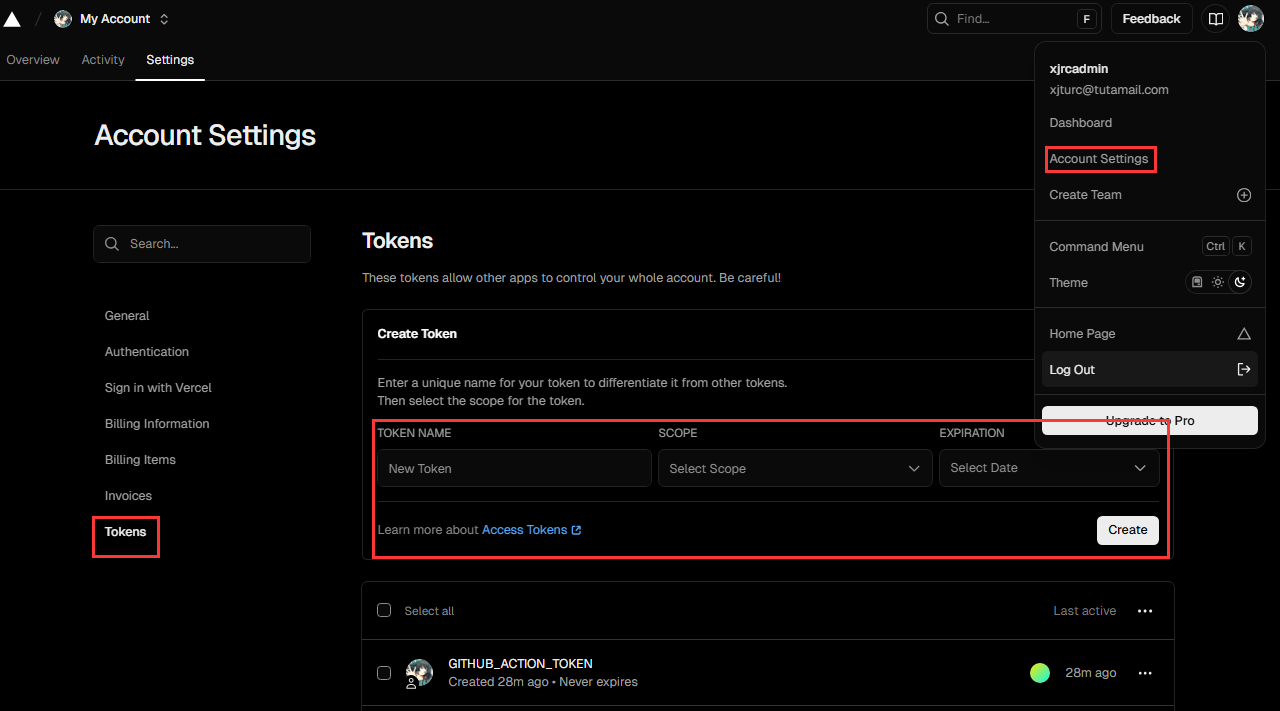 My Account
Find...
F
Feedback
Overview
Activity
Settings
xjrcadmin
xjturc@tutamail.com
Dashboard
Account Settings
Create Team
Command Menu
Ctrl
K
Theme
Home Page
Log Out
Upgrade to Pro
Account Settings
Search...
General
Authentication
Sign in with Vercel
Billing Information
Billing Items
Invoices
Tokens
Tokens
These tokens allow other apps to control your whole account. Be careful!
Create Token
Enter a unique name for your token to differentiate it from other tokens.
Then select the scope for the token.
TOKEN NAME
SCOPE
EXPIRATION
New Token
Select Scope
Select Date
Learn more about Access Tokens
Create
Select all
Last active
GITHUB_ACTION_TOKEN
Created 28m ago • Never expires
28m ago